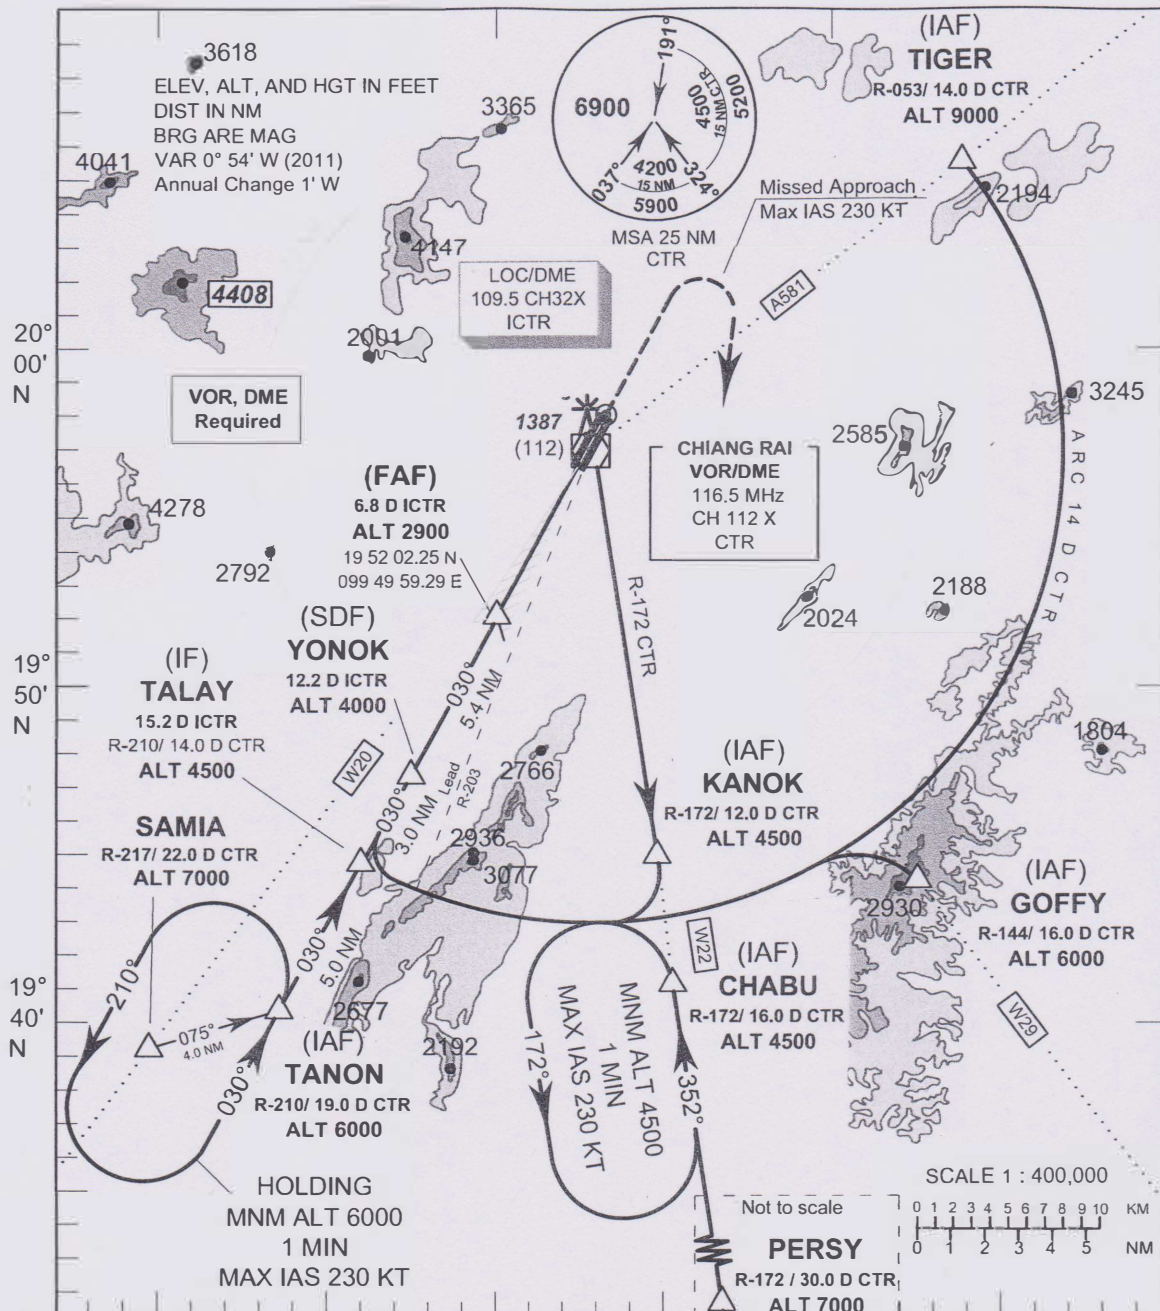 3618
ELEV, ALT, AND HGT IN FEET
DIST IN NM
BRG ARE MAG
VAR 0° 54' W (2011)
Annual Change 1' W
3365
4041
4147
4408
2001
191°
6900
4500
15 NM CTR
5200
037°
4200
15 NM
324°
5900
MSA 25 NM
CTR
(IAF)
TIGER
R-053/ 14.0 D CTR
ALT 9000
2194
Missed Approach
Max IAS 230 KT
A581
LOC/DME
109.5 CH32X
ICTR
20°
00'
N
VOR, DME
Required
1387
(112)
3245
2585
ARC 14 D CTR
CHIANG RAI
VOR/DME
116.5 MHz
CH 112 X
CTR
(FAF)
6.8 D ICTR
ALT 2900
19 52 02.25 N
099 49 59.29 E
4278
2792
2024
2188
R-172 CTR
(SDF)
YONOK
12.2 D ICTR
ALT 4000
030°
5.4 NM
19°
50'
N
(IF)
TALAY
15.2 D ICTR
R-210/ 14.0 D CTR
ALT 4500
W20
030°
3.0 NM
Lead
R-203
2766
2936
3077
1804
(IAF)
KANOK
R-172/ 12.0 D CTR
ALT 4500
SAMIA
R-217/ 22.0 D CTR
ALT 7000
030°
5.0 NM
2677
2192
2930
(IAF)
GOFFY
R-144/ 16.0 D CTR
ALT 6000
W22
(IAF)
CHABU
R-172/ 16.0 D CTR
ALT 4500
W29
19°
40'
N
210°
075°
4.0 NM
030°
(IAF)
TANON
R-210/ 19.0 D CTR
ALT 6000
172°
MNM ALT 4500
1 MIN
MAX IAS 230 KT
352°
HOLDING
MNM ALT 6000
1 MIN
MAX IAS 230 KT
SCALE 1 : 400,000
0 1 2 3 4 5 6 7 8 9 10 KM
0 1 2 3 4 5 NM
Not to scale
PERSY
R-172 / 30.0 D CTR
ALT 7000